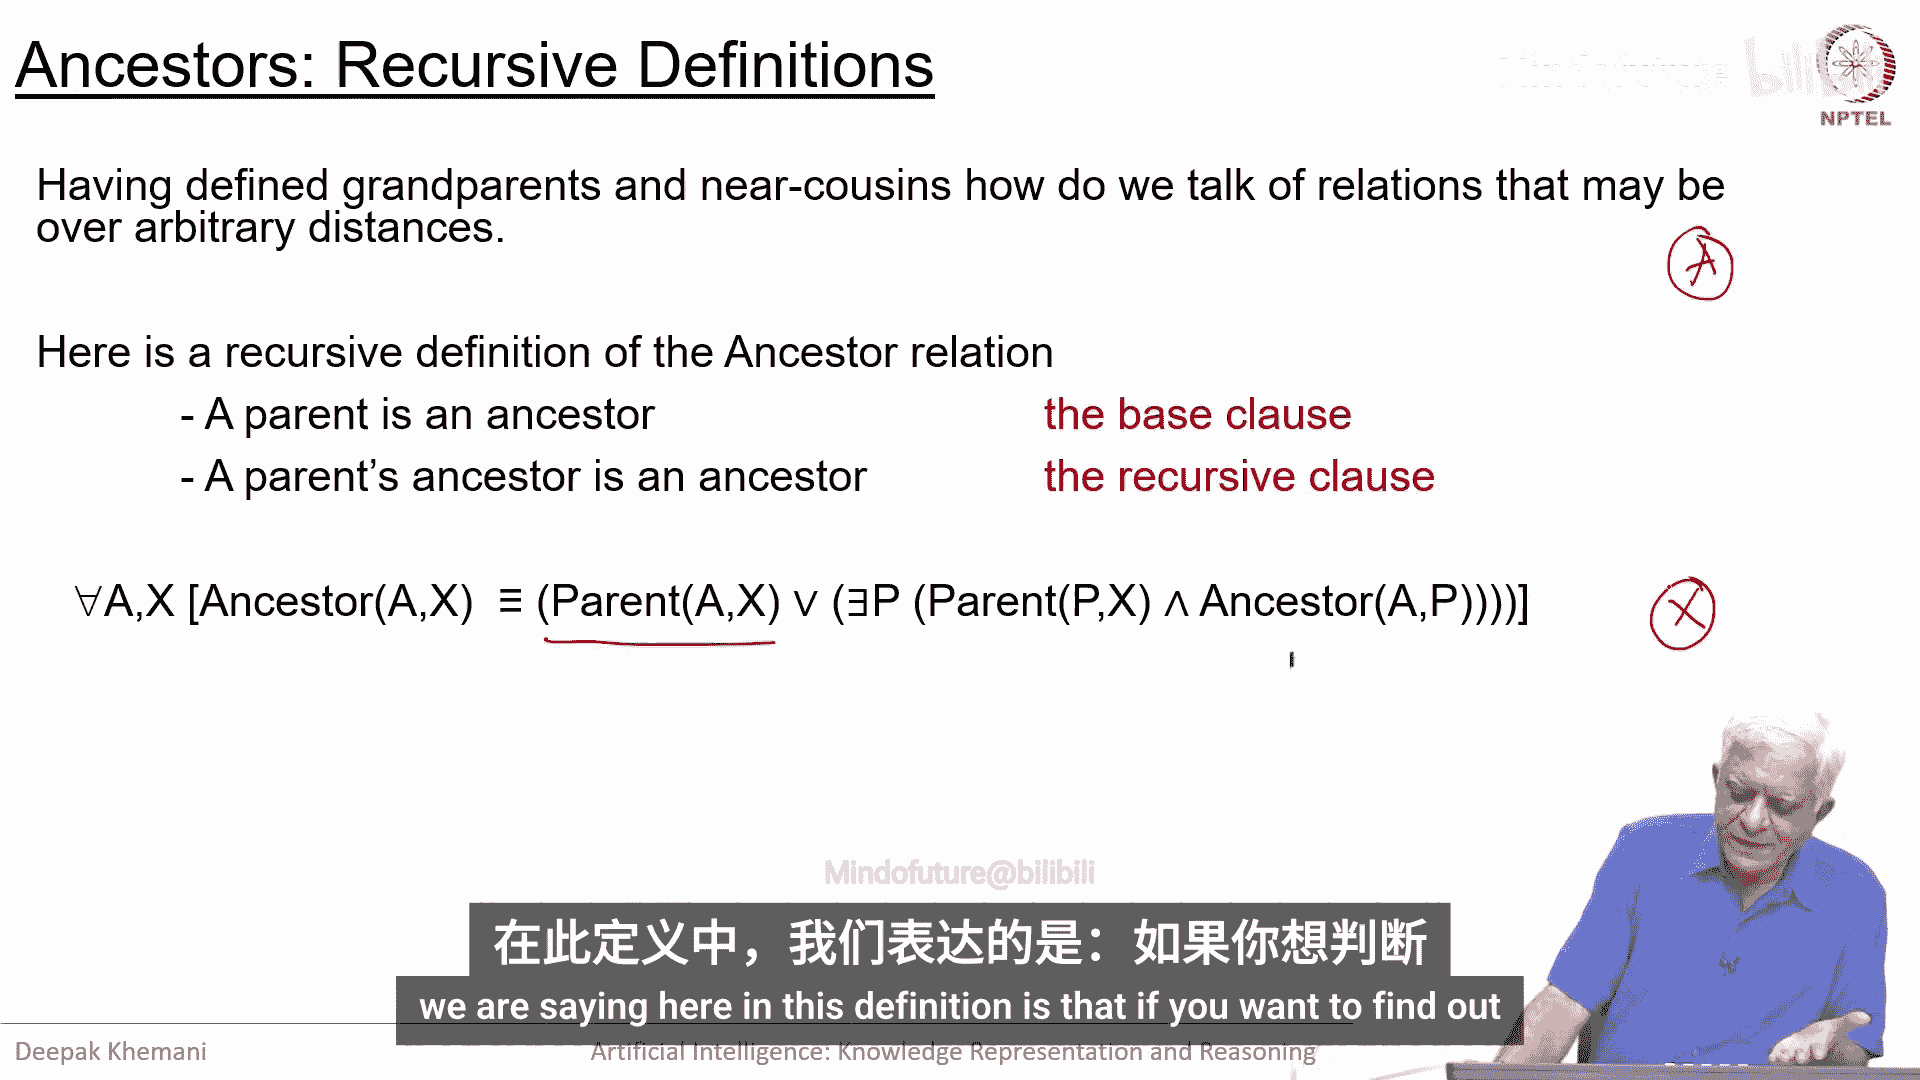 Ancestors: Recursive Definitions
bili
NPTEL
Having defined grandparents and near-cousins how do we talk of relations that may be
over arbitrary distances.
A
Here is a recursive definition of the Ancestor relation
- A parent is an ancestor the base clause
- A parent’s ancestor is an ancestor the recursive clause
∀A,X [Ancestor(A,X) ≡ (Parent(A,X) ∨ (∃P (Parent(P,X) ∧ Ancestor(A,P))))]
X
Mindofuture@bilibili
在此定义中，我们表达的是：如果你想判断
we are saying here in this definition is that if you want to find out
Deepak Khemani Artificial Intelligence: Knowledge Representation and Reasoning